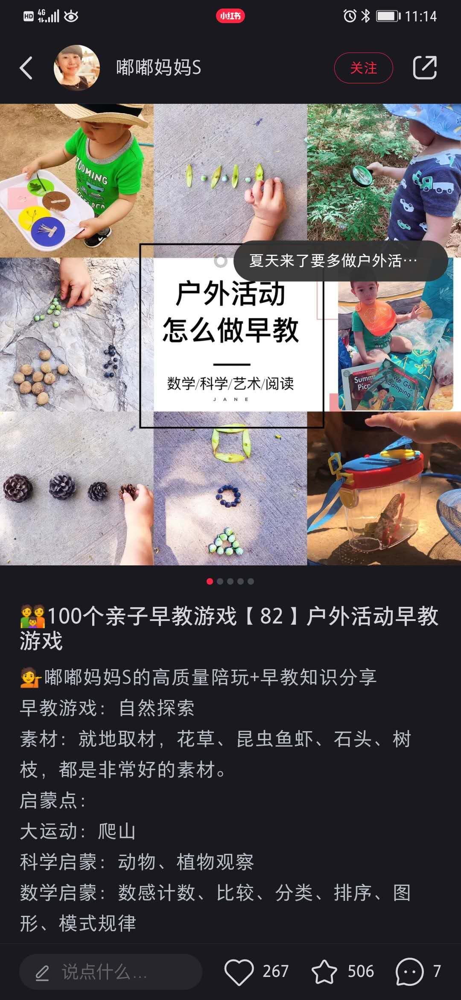 HD 4G 小红书 11:14
嘟嘟妈妈S 关注
ZOOMING
夏天来了要多做户外活…
户外活动
怎么做早教
数学/科学/艺术/阅读
JANE
We Go
Camping
100个亲子早教游戏【82】户外活动早教
游戏
嘟嘟妈妈S的高质量陪玩+早教知识分享
早教游戏：自然探索
素材：就地取材，花草、昆虫鱼虾、石头、树
枝，都是非常好的素材。
启蒙点：
大运动：爬山
科学启蒙：动物、植物观察
数学启蒙：数感计数、比较、分类、排序、图
形、模式规律
说点什么... 267 506 7